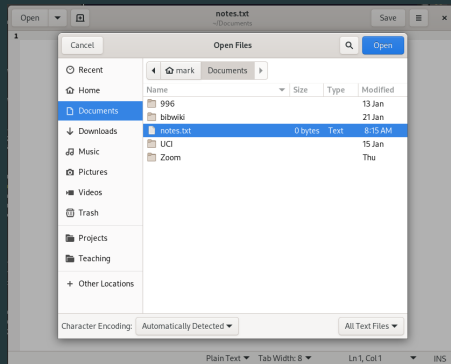 Open
notes.txt
~/Documents
Save
1
Cancel
Open Files
Open
Recent
Home
Documents
Downloads
Music
Pictures
Videos
Trash
Projects
Teaching
+ Other Locations
mark Documents
Name Size Type Modified
996 13 Jan
bibwiki 21 Jan
notes.txt 0 bytes Text 8:15 AM
UCI 15 Jan
Zoom Thu
Character Encoding: Automatically Detected All Text Files
Plain Text Tab Width: 8 Ln 1, Col 1 INS